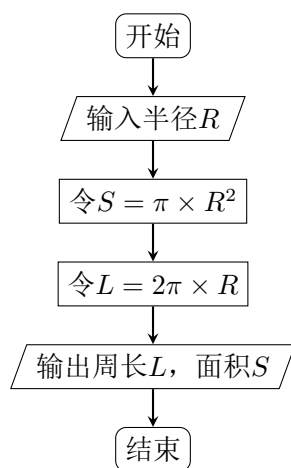 开始
输入半径R
令S = π × R²
令L = 2π × R
输出周长L，面积S
结束